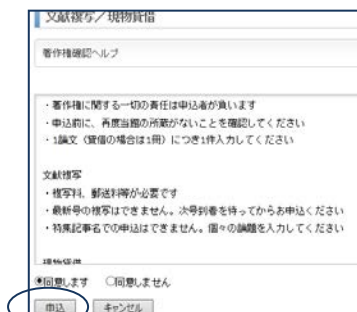 文献複写／現物貸借
著作権確認ヘルプ
・著作権に関する一切の責任は申込者が負います
・申込前に、再度当館の所蔵がないことを確認してください
・1論文（貸借の場合は1冊）につき1件入力してください
文献複写
・複写料、郵送料等が必要です
・最新号の複写はできません。次号到着を待ってからお申込ください
・特集記事名での申込はできません。個々の論題を入力してください
現物貸借
同意します 同意しません
申込 キャンセル